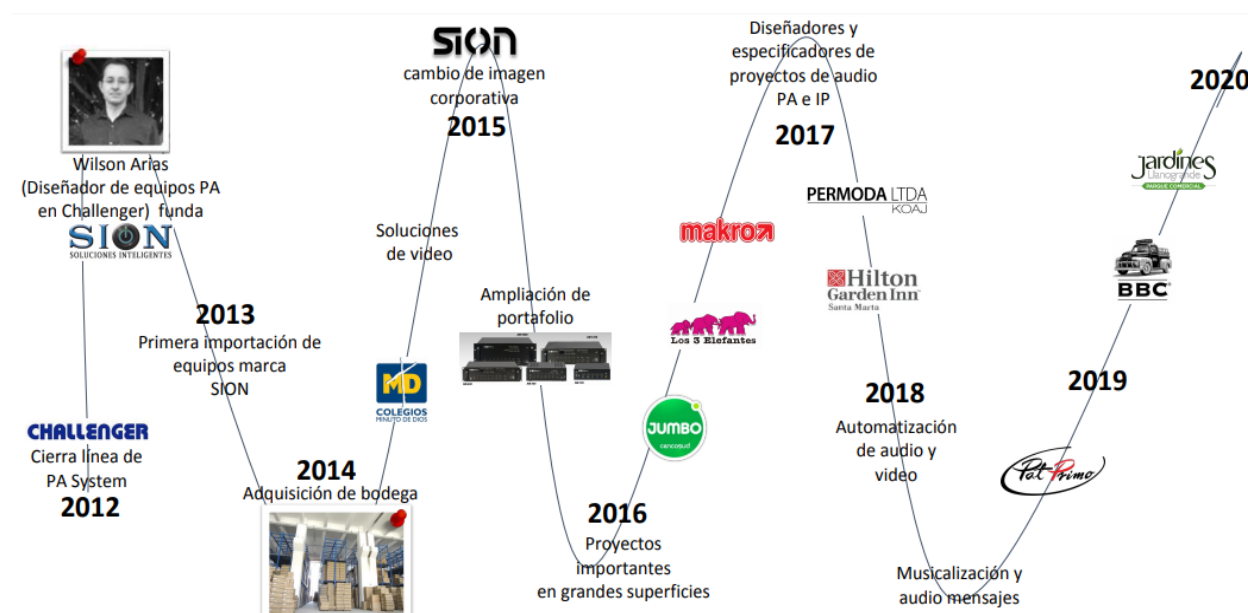 Wilson Arias
(Diseñador de equipos PA
en Challenger) funda
SION
SOLUCIONES INTELIGENTES
CHALLENGER
Cierra línea de
PA System
2012
2013
Primera importación de
equipos marca
SION
2014
Adquisición de bodega
SION
cambio de imagen
corporativa
2015
Soluciones
de video
MD
COLEGIOS
MINUTO DE DIOS
Ampliación de
portafolio
2016
Proyectos
importantes
en grandes superficies
JUMBO
cencosud
Los 3 Elefantes
makro
Diseñadores y
especificadores de
proyectos de audio
PA e IP
2017
PERMODA LTDA
KOAJ
Hilton
Garden Inn
Santa Marta
2018
Automatización
de audio y
video
Musicalización y
audio mensajes
Pat Primo
2019
BBC
Jardines
Llanogrande
PARQUE COMERCIAL
2020